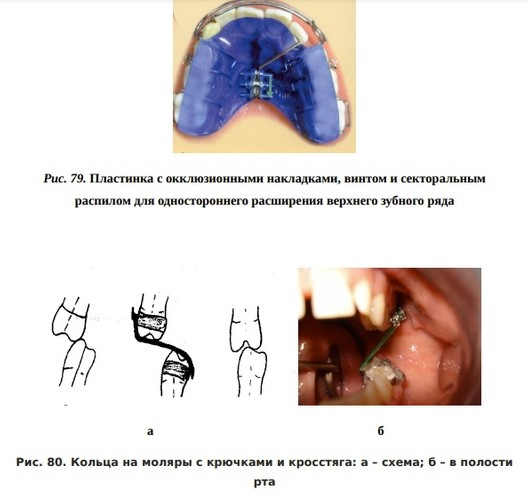 Рис. 79. Пластинка с окклюзионными накладками, винтом и секторальным
распилом для одностороннего расширения верхнего зубного ряда
а
б
Рис. 80. Кольца на моляры с крючками и кросстяга: а – схема; б – в полости
рта